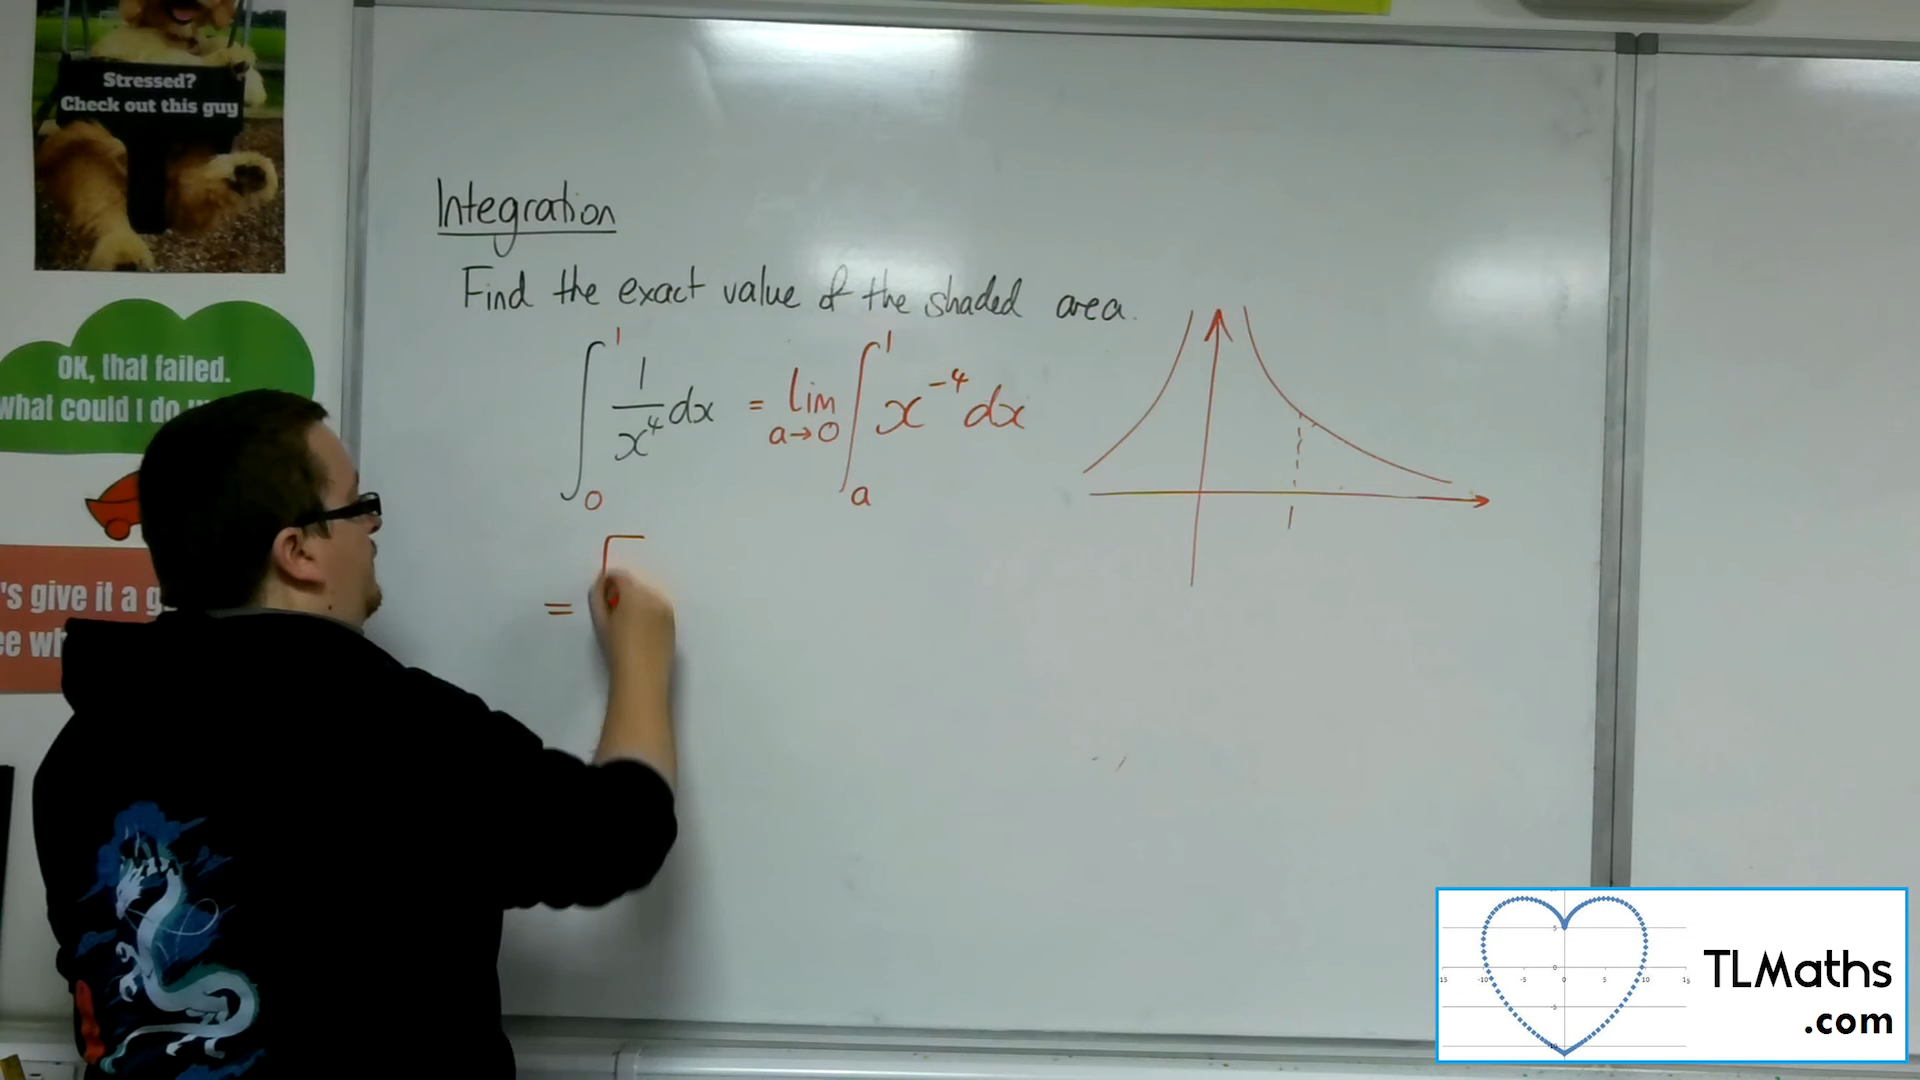 Stressed?
Check out this guy
OK, that failed.
what could I do
's give it a g
ee wh
Integration
Find the exact value of the shaded area.
∫₀¹ 1/x⁴ dx = lim a→0 ∫ₐ¹ x⁻⁴ dx
=
1
TLMaths
.com